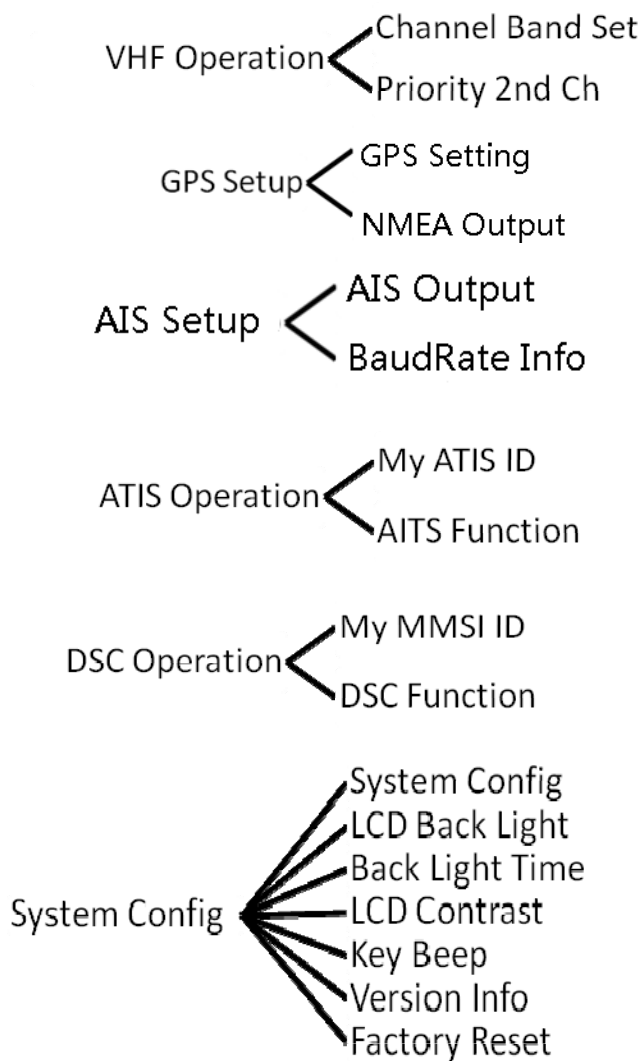 VHF Operation
Channel Band Set
Priority 2nd Ch
GPS Setup
GPS Setting
NMEA Output
AIS Setup
AIS Output
BaudRate Info
ATIS Operation
My ATIS ID
AITS Function
DSC Operation
My MMSI ID
DSC Function
System Config
System Config
LCD Back Light
Back Light Time
LCD Contrast
Key Beep
Version Info
Factory Reset